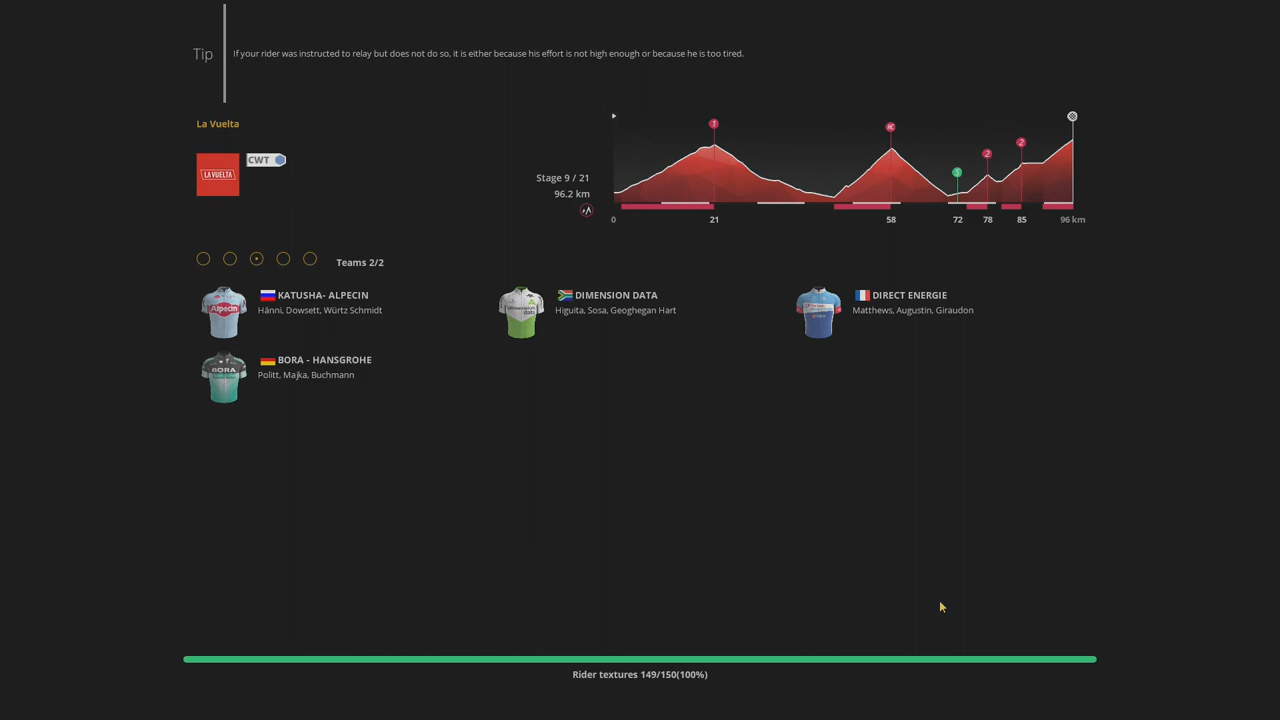 Tip
If your rider was instructed to relay but does not do so, it is either because his effort is not high enough or because he is too tired.
La Vuelta
LA VUELTA
CWT
Stage 9 / 21
96.2 km
1
HC
S
2
2
0
21
58
72
78
85
96 km
Teams 2/2
KATUSHA- ALPECIN
Hänni, Dowsett, Würtz Schmidt
Alpecin
DIMENSION DATA
Higuita, Sosa, Geoghegan Hart
DIRECT ENERGIE
Matthews, Augustin, Giraudon
BORA - HANSGROHE
Politt, Majka, Buchmann
BORA
Rider textures 149/150(100%)